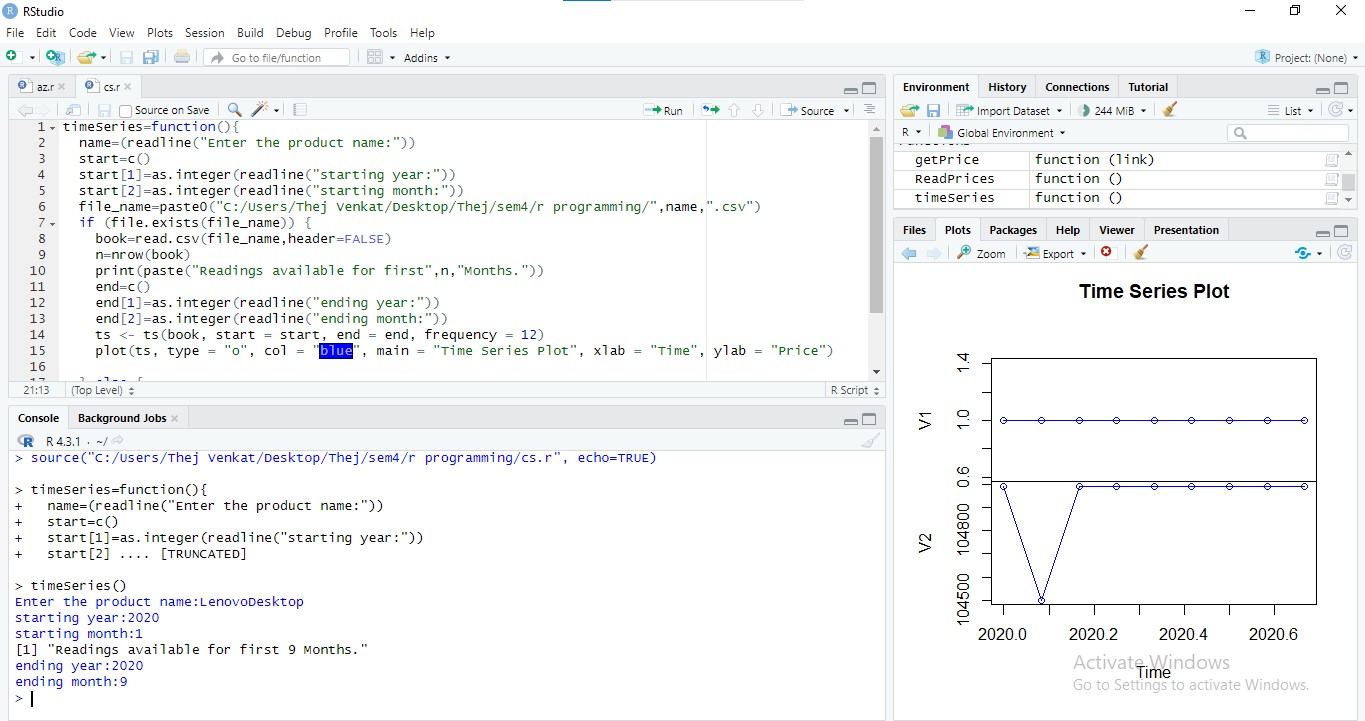 RStudio
File Edit Code View Plots Session Build Debug Profile Tools Help
Go to file/function Addins Project: (None)
az.r cs.r
Source on Save Run Source
1 timeSeries=function(){
2 name=(readline("Enter the product name:"))
3 start=c()
4 start[1]=as.integer(readline("starting year:"))
5 start[2]=as.integer(readline("starting month:"))
6 file_name=paste0("C:/Users/Thej Venkat/Desktop/Thej/sem4/r programming/",name,".csv")
7 if (file.exists(file_name)) {
8 book=read.csv(file_name,header=FALSE)
9 n=nrow(book)
10 print(paste("Readings available for first",n,"Months."))
11 end=c()
12 end[1]=as.integer(readline("ending year:"))
13 end[2]=as.integer(readline("ending month:"))
14 ts <- ts(book, start = start, end = end, frequency = 12)
15 plot(ts, type = "o", col = "blue", main = "Time Series Plot", xlab = "Time", ylab = "Price")
16
17 } else {
21:13 (Top Level) R Script
Console Background Jobs
R 4.3.1 · ~/
> source("C:/Users/Thej Venkat/Desktop/Thej/sem4/r programming/cs.r", echo=TRUE)
> timeSeries=function(){
+ name=(readline("Enter the product name:"))
+ start=c()
+ start[1]=as.integer(readline("starting year:"))
+ start[2] .... [TRUNCATED]
> timeSeries()
Enter the product name:LenovoDesktop
starting year:2020
starting month:1
[1] "Readings available for first 9 Months."
ending year:2020
ending month:9
>
Environment History Connections Tutorial
Import Dataset 244 MiB List
R Global Environment
getPrice function (link)
ReadPrices function ()
timeSeries function ()
Files Plots Packages Help Viewer Presentation
Zoom Export
Time Series Plot
V1
1.4
1.0
0.6
V2
104800
104500
2020.0 2020.2 2020.4 2020.6
Time
Activate Windows
Go to Settings to activate Windows.